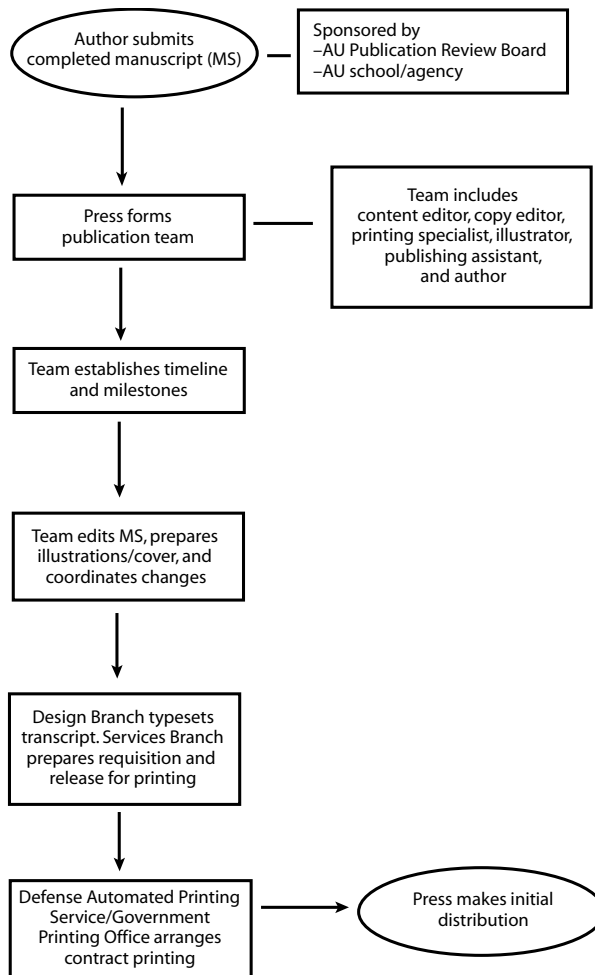 Author submits
completed manuscript (MS)
Sponsored by
–AU Publication Review Board
–AU school/agency
Press forms
publication team
Team includes
content editor, copy editor,
printing specialist, illustrator,
publishing assistant,
and author
Team establishes timeline
and milestones
Team edits MS, prepares
illustrations/cover, and
coordinates changes
Design Branch typesets
transcript. Services Branch
prepares requisition and
release for printing
Defense Automated Printing
Service/Government
Printing Office arranges
contract printing
Press makes initial
distribution